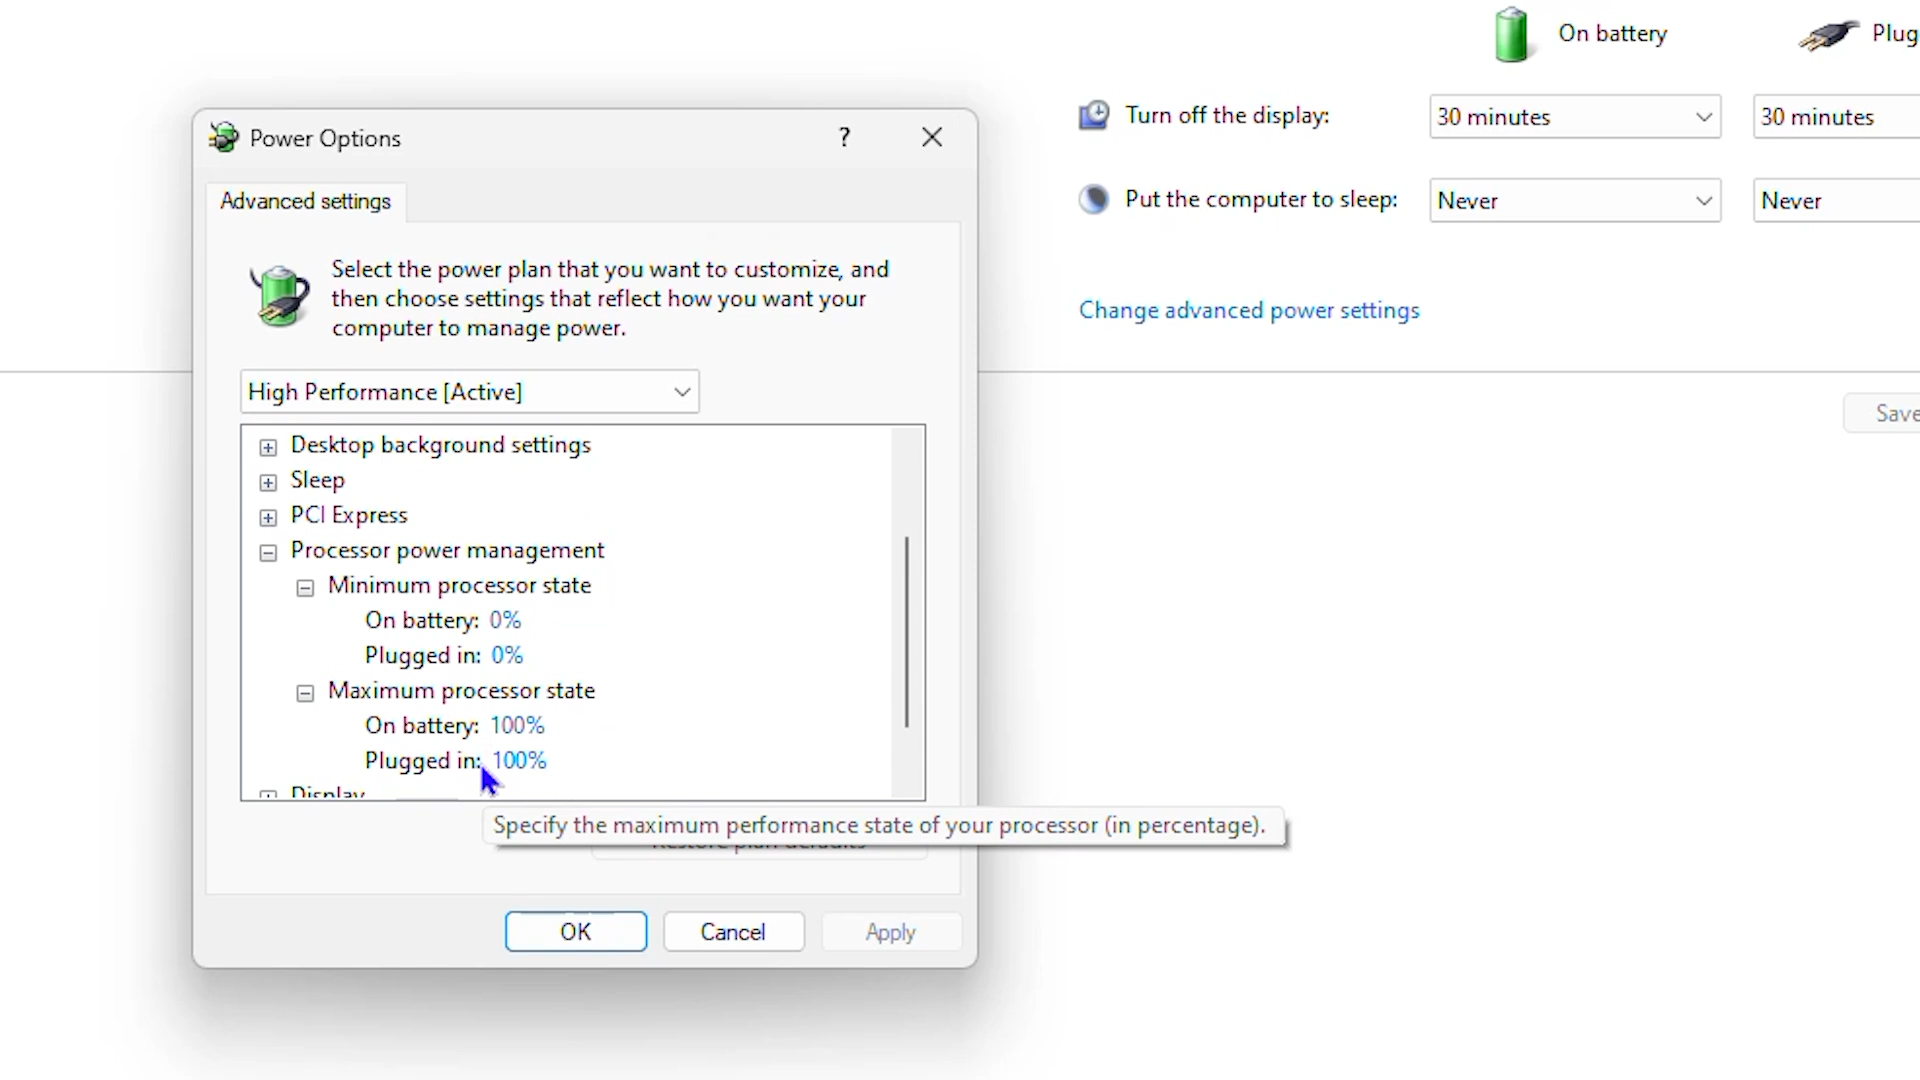 On battery
Plug
Turn off the display:
30 minutes
30 minutes
Put the computer to sleep:
Never
Never
Change advanced power settings
Save
Power Options
?
Advanced settings
Select the power plan that you want to customize, and
then choose settings that reflect how you want your
computer to manage power.
High Performance [Active]
Desktop background settings
Sleep
PCI Express
Processor power management
Minimum processor state
On battery: 0%
Plugged in: 0%
Maximum processor state
On battery: 100%
Plugged in: 100%
Display
Specify the maximum performance state of your processor (in percentage).
Restore plan defaults
OK
Cancel
Apply